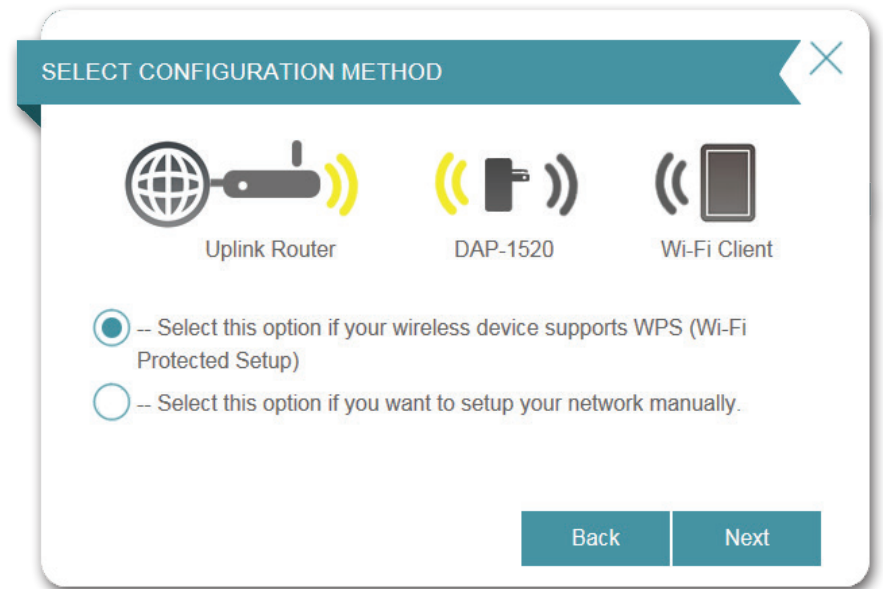 SELECT CONFIGURATION METHOD
Uplink Router
DAP-1520
Wi-Fi Client
-- Select this option if your wireless device supports WPS (Wi-Fi
Protected Setup)
-- Select this option if you want to setup your network manually.
Back
Next